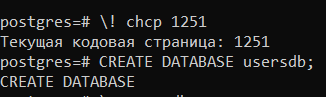 postgres=# \! chcp 1251
Текущая кодовая страница: 1251
postgres=# CREATE DATABASE usersdb;
CREATE DATABASE